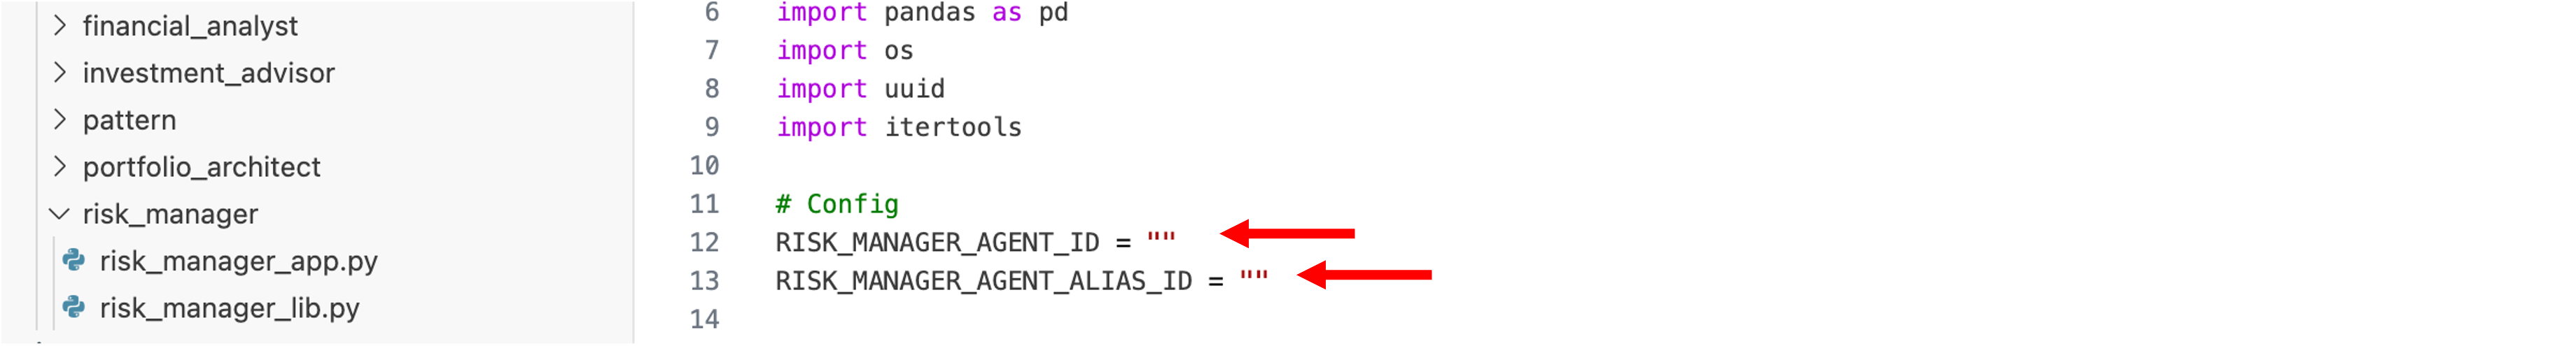 financial_analyst
investment_advisor
pattern
portfolio_architect
risk_manager
risk_manager_app.py
risk_manager_lib.py
6 import pandas as pd
7 import os
8 import uuid
9 import itertools
10
11 # Config
12 RISK_MANAGER_AGENT_ID = ""
13 RISK_MANAGER_AGENT_ALIAS_ID = ""
14